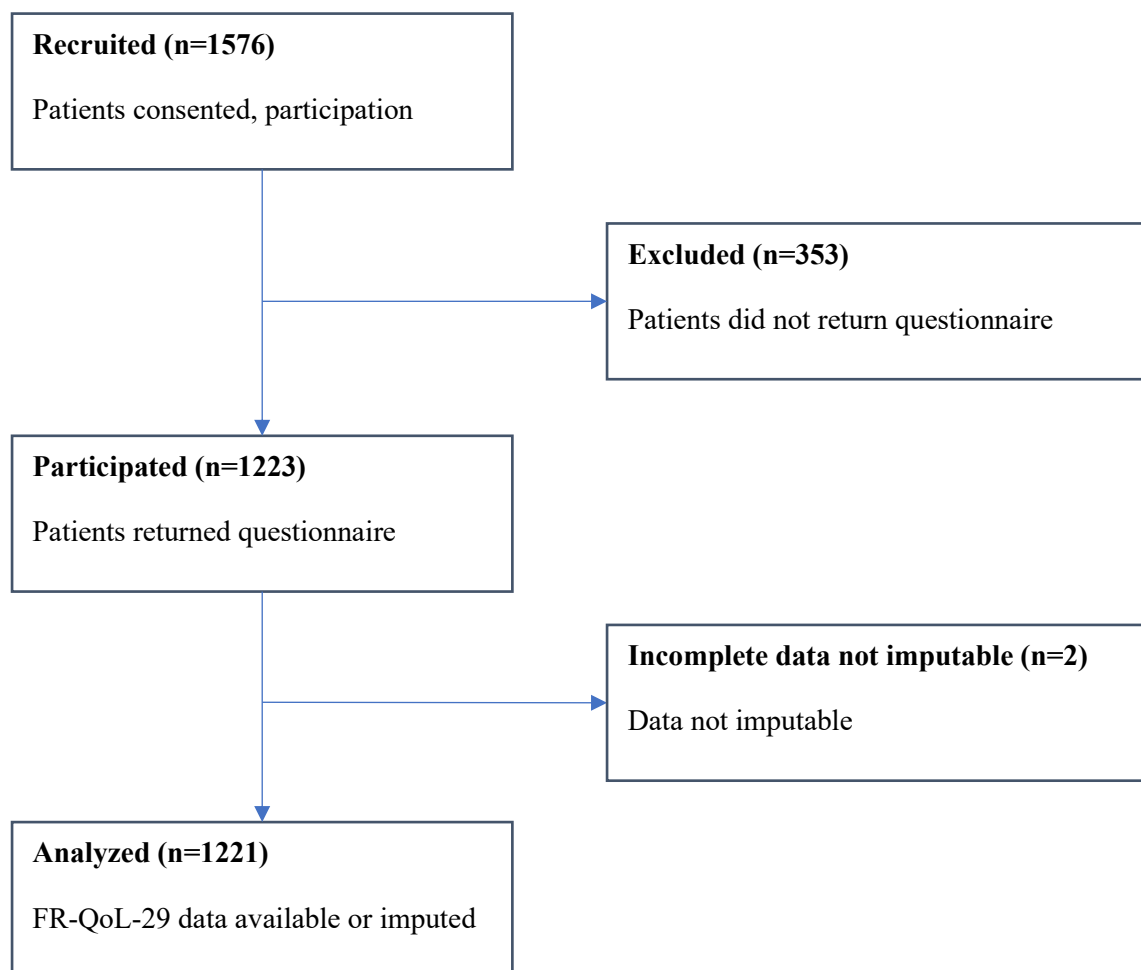 Recruited (n=1576)
Patients consented, participation
Excluded (n=353)
Patients did not return questionnaire
Participated (n=1223)
Patients returned questionnaire
Incomplete data not imputable (n=2)
Data not imputable
Analyzed (n=1221)
FR-QoL-29 data available or imputed